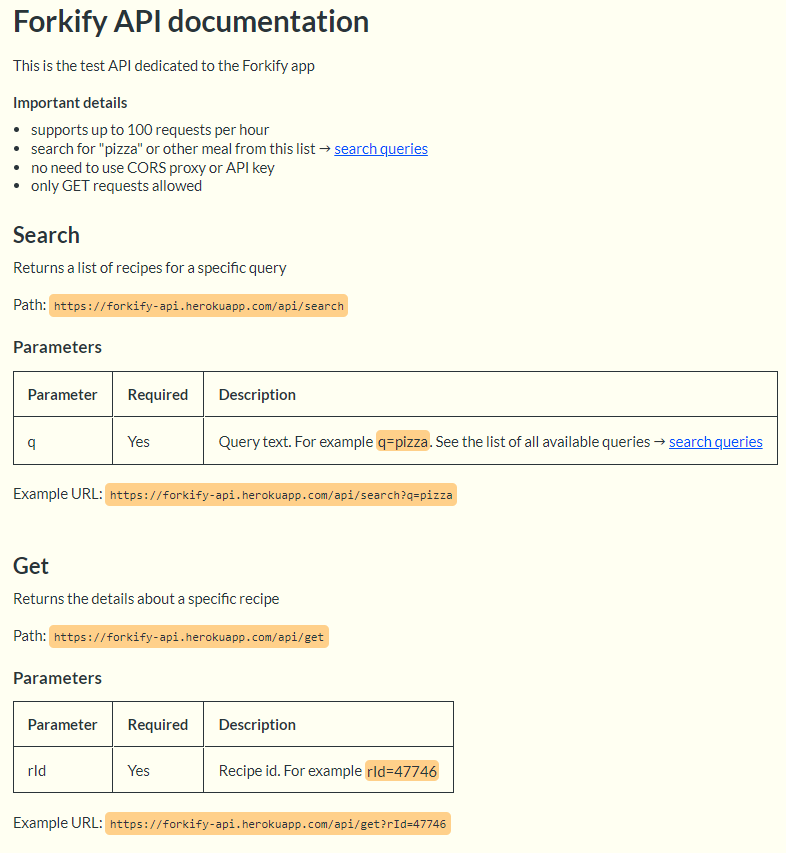 Forkify API documentation
This is the test API dedicated to the Forkify app
Important details
• supports up to 100 requests per hour
• search for "pizza" or other meal from this list → search queries
• no need to use CORS proxy or API key
• only GET requests allowed
Search
Returns a list of recipes for a specific query
Path: https://forkify-api.herokuapp.com/api/search
Parameters
Parameter Required Description
q Yes Query text. For example q=pizza. See the list of all available queries → search queries
Example URL: https://forkify-api.herokuapp.com/api/search?q=pizza
Get
Returns the details about a specific recipe
Path: https://forkify-api.herokuapp.com/api/get
Parameters
Parameter Required Description
rId Yes Recipe id. For example rId=47746
Example URL: https://forkify-api.herokuapp.com/api/get?rId=47746